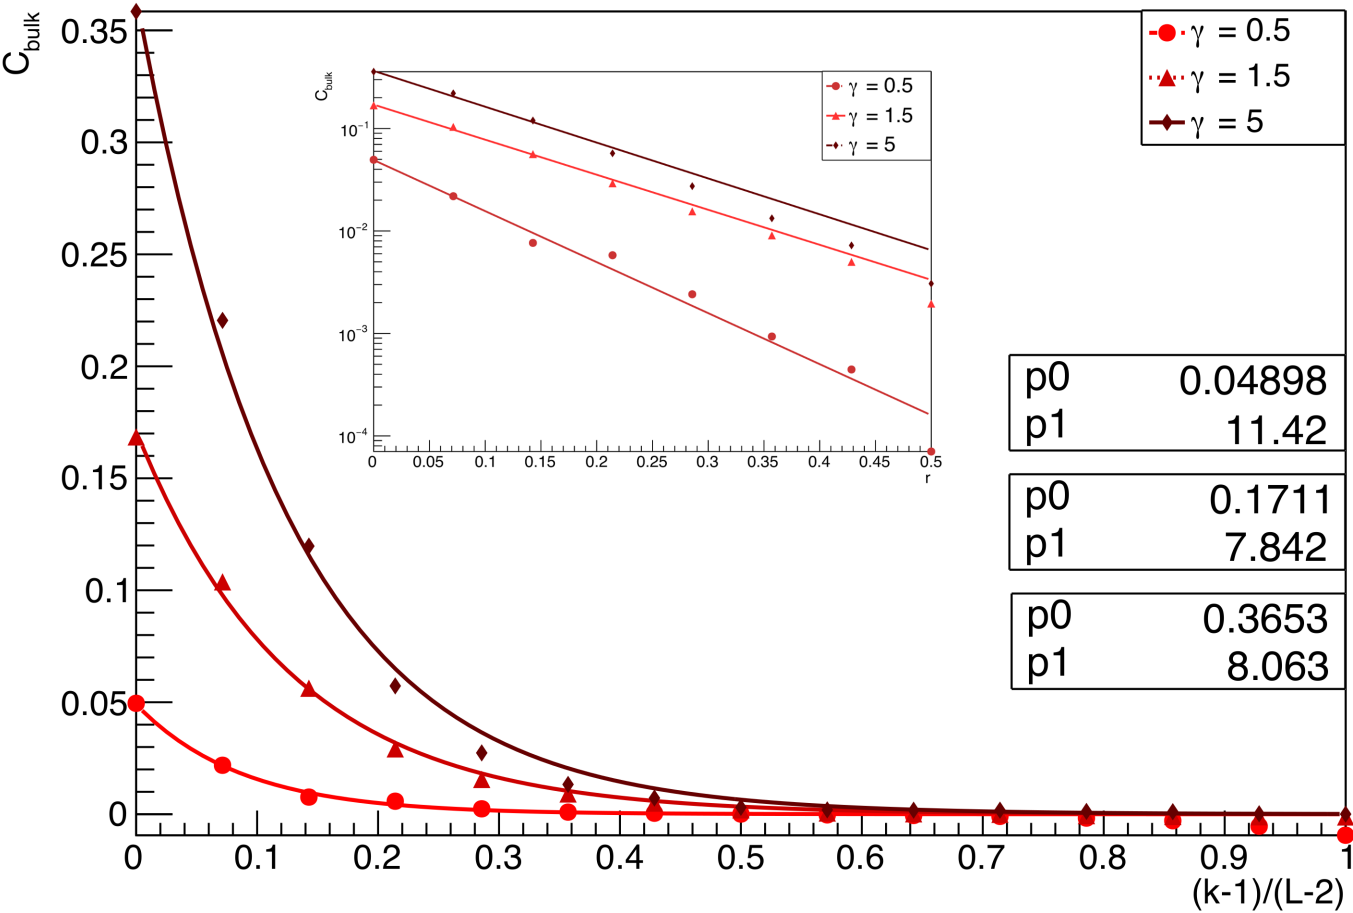 C_bulk
0.35
0.3
0.25
0.2
0.15
0.1
0.05
0
0 0.1 0.2 0.3 0.4 0.5 0.6 0.7 0.8 0.9 1
(k-1)/(L-2)
γ = 0.5
γ = 1.5
γ = 5
C_bulk
10⁻¹
10⁻²
10⁻³
10⁻⁴
0 0.05 0.1 0.15 0.2 0.25 0.3 0.35 0.4 0.45 0.5
r
γ = 0.5
γ = 1.5
γ = 5
p0 0.04898
p1 11.42
p0 0.1711
p1 7.842
p0 0.3653
p1 8.063